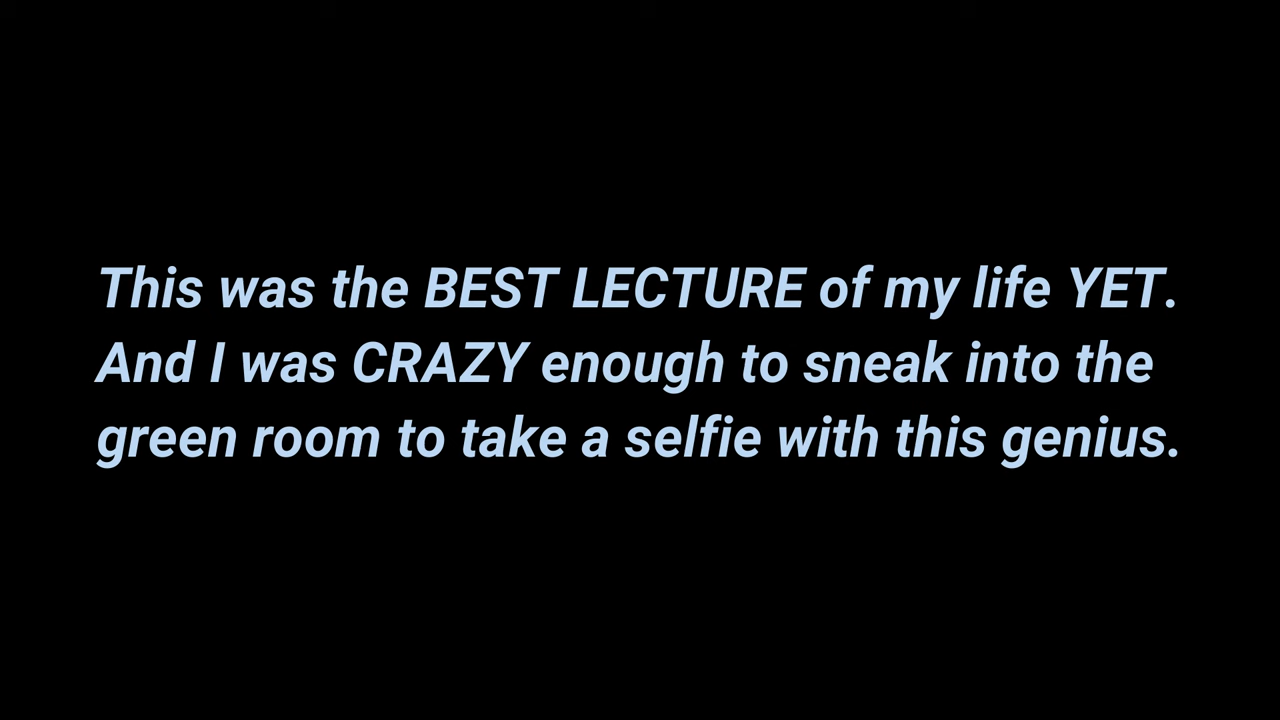 This was the BEST LECTURE of my life YET.
And I was CRAZY enough to sneak into the
green room to take a selfie with this genius.